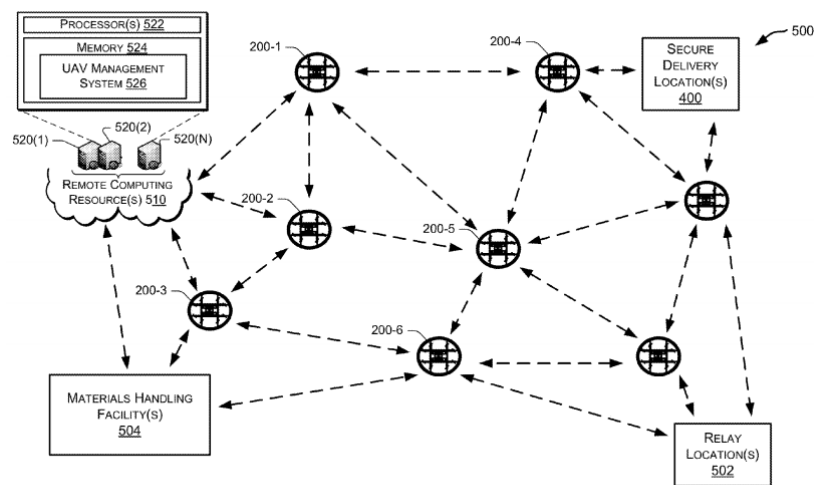 PROCESSOR(S) 522
MEMORY 524
UAV MANAGEMENT
SYSTEM 526
520(1)
520(2)
520(N)
REMOTE COMPUTING
RESOURCE(S) 510
200-1
200-4
500
SECURE
DELIVERY
LOCATION(S)
400
200-2
200-5
200-3
200-6
MATERIALS HANDLING
FACILITY(S)
504
RELAY
LOCATION(S)
502